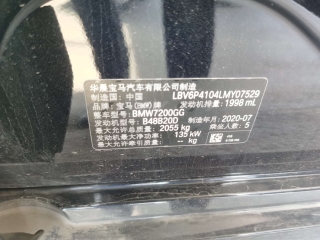 华晨宝马汽车有限公司制造
制造国：中国 LBV6P4104LMY07529
品牌：宝马(BMW)牌 发动机排量：1998 mL
整车型号：BMW7200GG
发动机型号：B48B20D 制造年月：2020-07
最大允许总质量：2055 kg 乘坐人数：5
发动机最大净功率：135 kW
最大允许牵引质量：-- kg